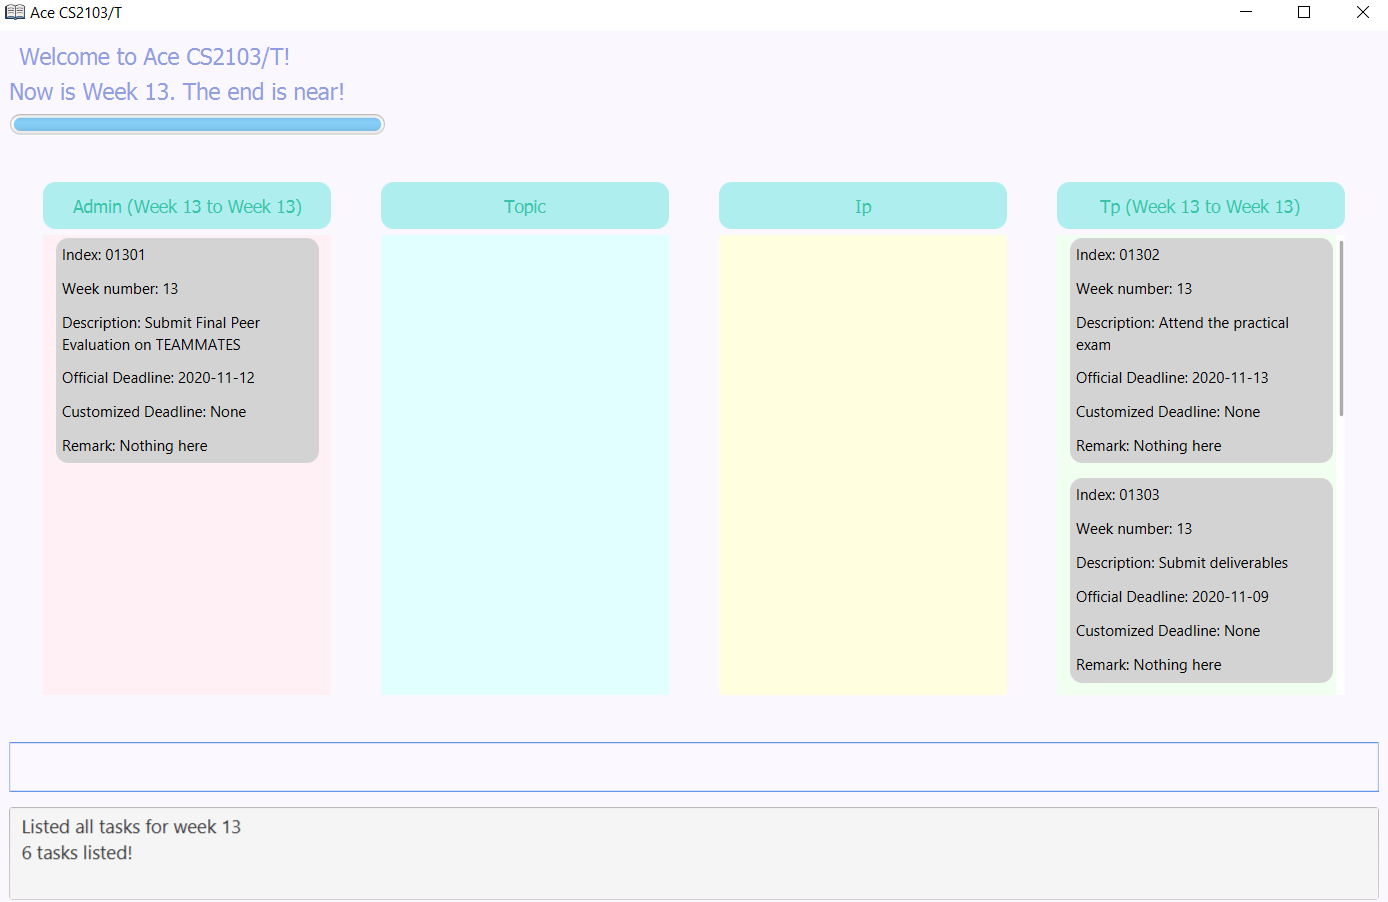 Ace CS2103/T
Welcome to Ace CS2103/T!
Now is Week 13. The end is near!
Admin (Week 13 to Week 13)
Index: 01301
Week number: 13
Description: Submit Final Peer
Evaluation on TEAMMATES
Official Deadline: 2020-11-12
Customized Deadline: None
Remark: Nothing here
Topic
Ip
Tp (Week 13 to Week 13)
Index: 01302
Week number: 13
Description: Attend the practical
exam
Official Deadline: 2020-11-13
Customized Deadline: None
Remark: Nothing here
Index: 01303
Week number: 13
Description: Submit deliverables
Official Deadline: 2020-11-09
Customized Deadline: None
Remark: Nothing here
Listed all tasks for week 13
6 tasks listed!